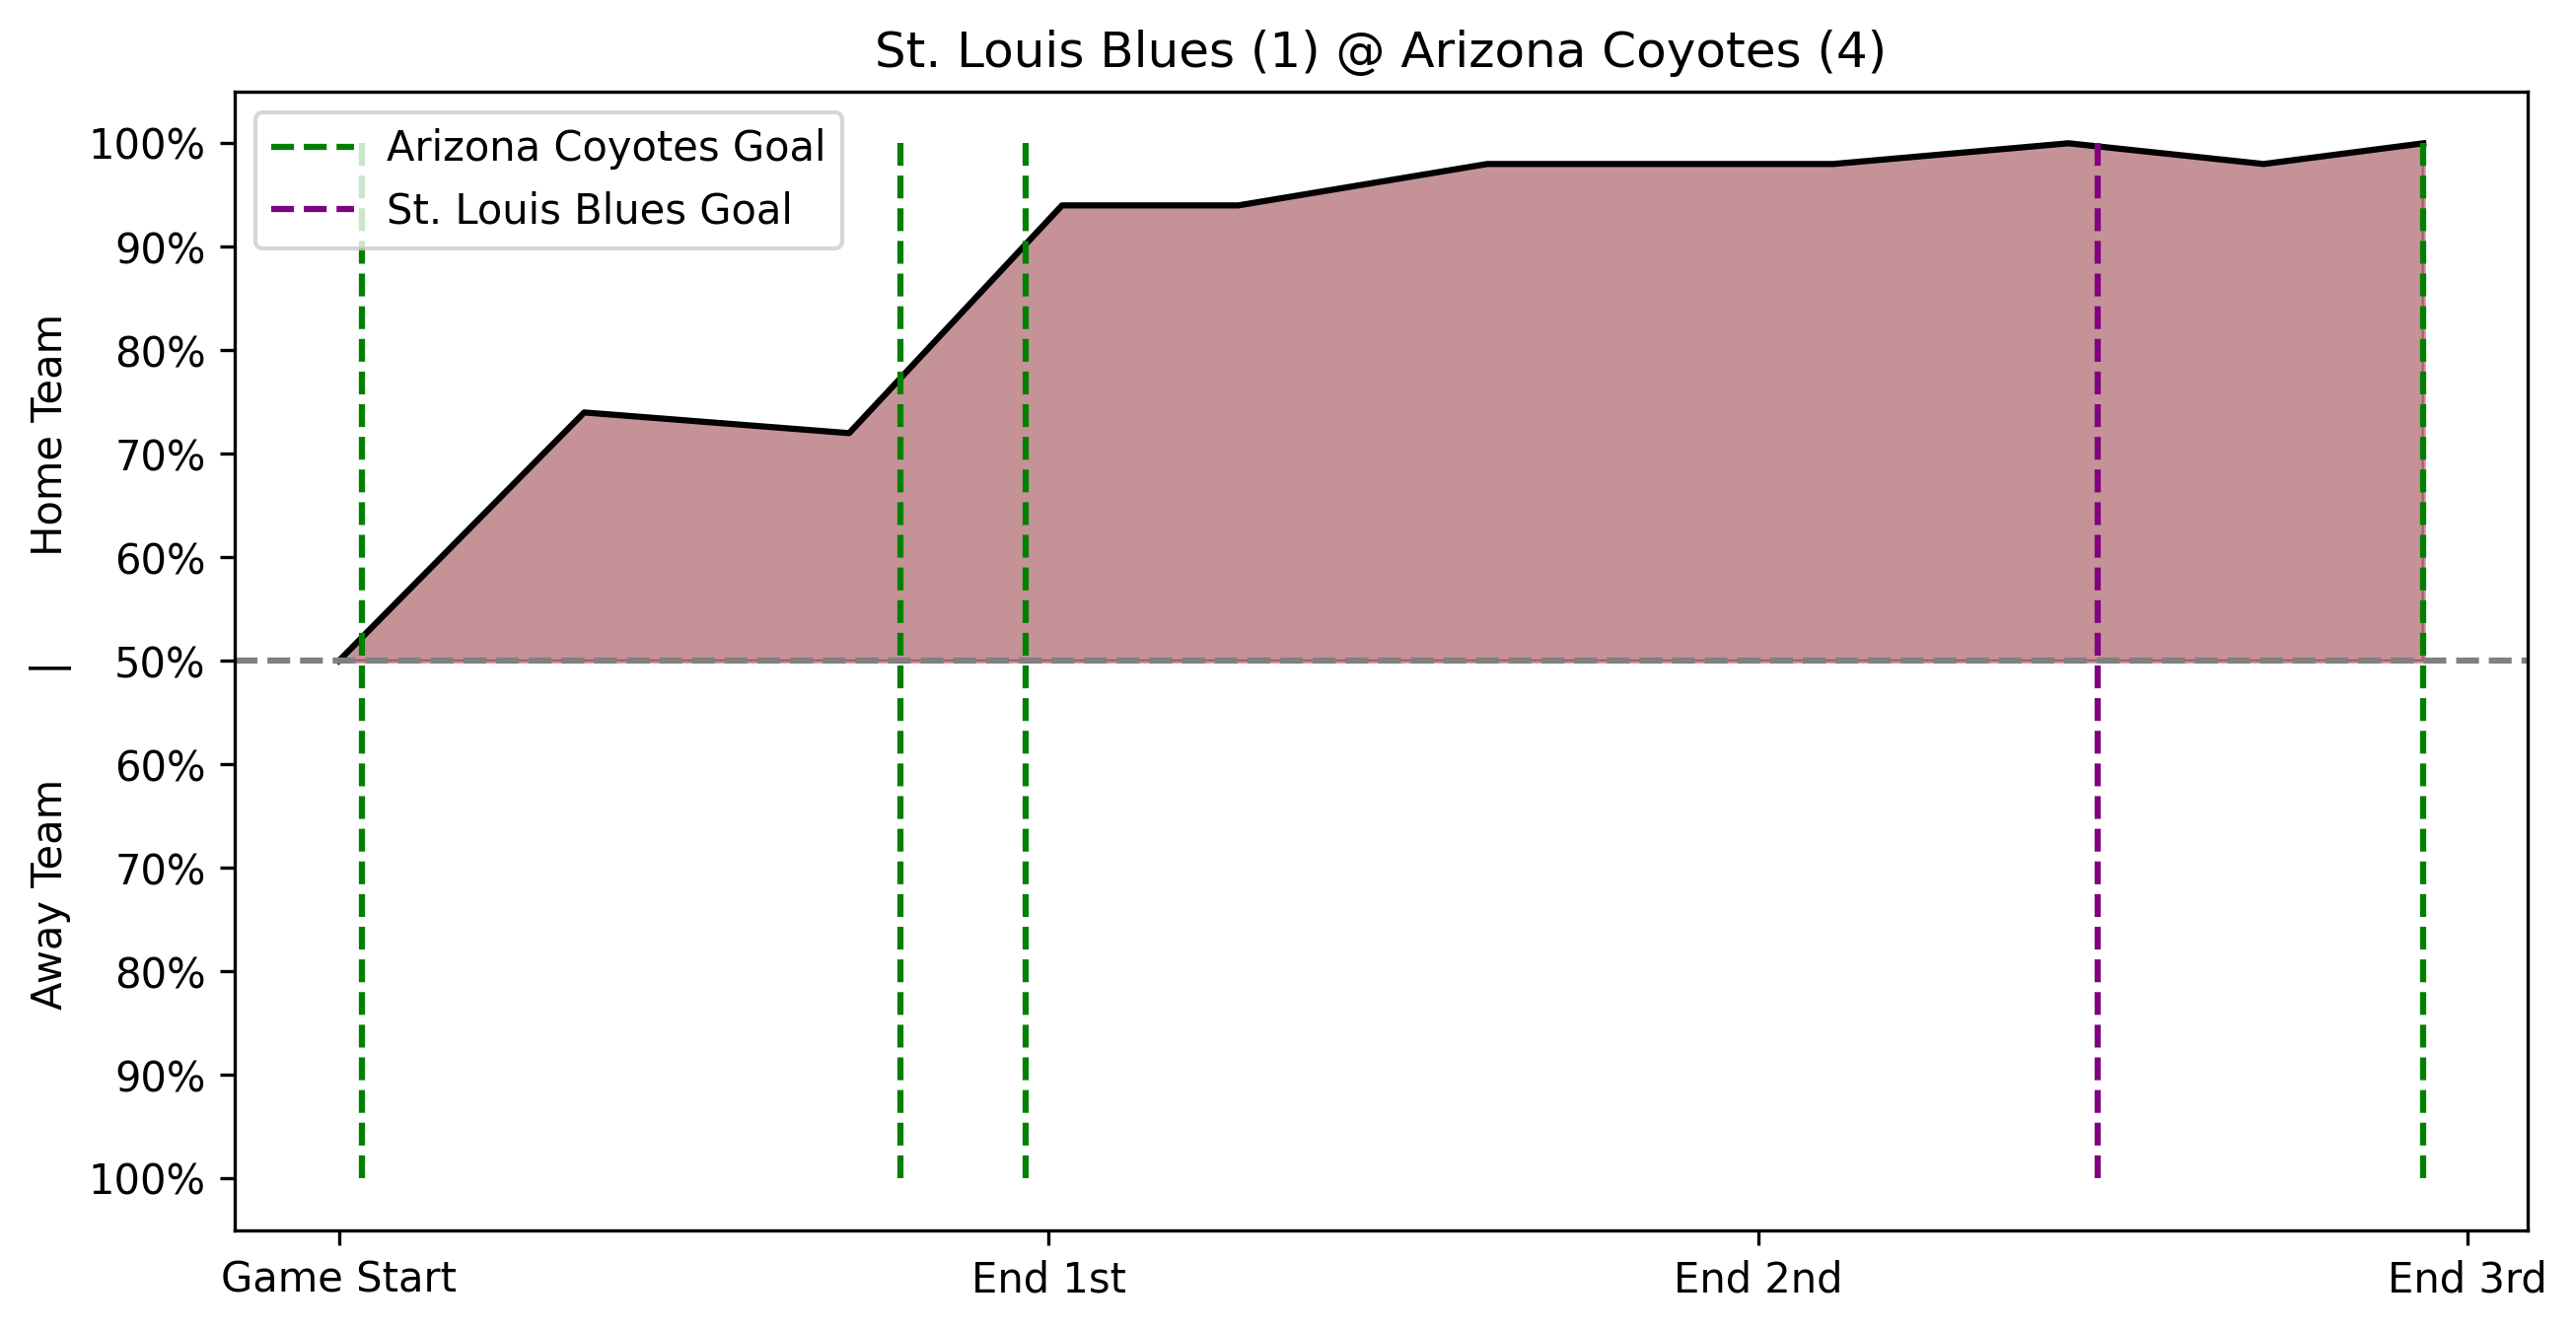 St. Louis Blues (1) @ Arizona Coyotes (4)
Arizona Coyotes Goal
St. Louis Blues Goal
100%
90%
80%
70%
60%
50%
60%
70%
80%
90%
100%
Away Team | Home Team
Game Start
End 1st
End 2nd
End 3rd